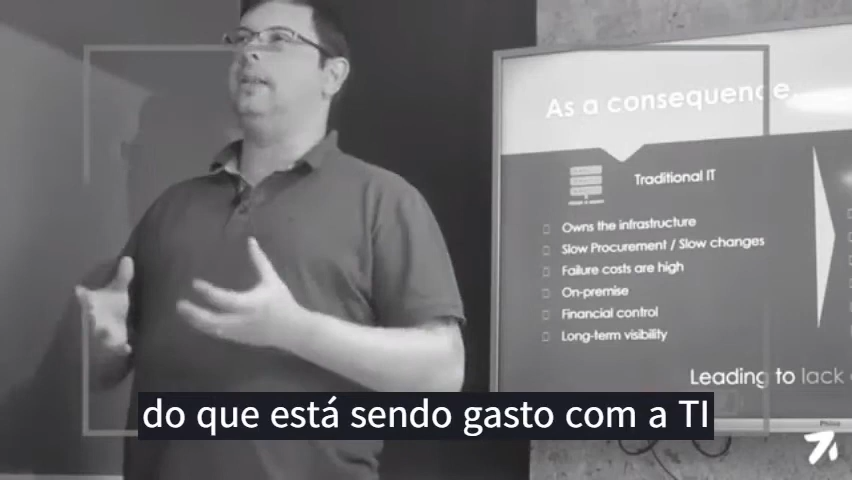 As a consequence...
Traditional IT
Owns the infrastructure
Slow Procurement / Slow changes
Failure costs are high
On-premise
Financial control
Long-term visibility
Leading to lack
do que está sendo gasto com a TI